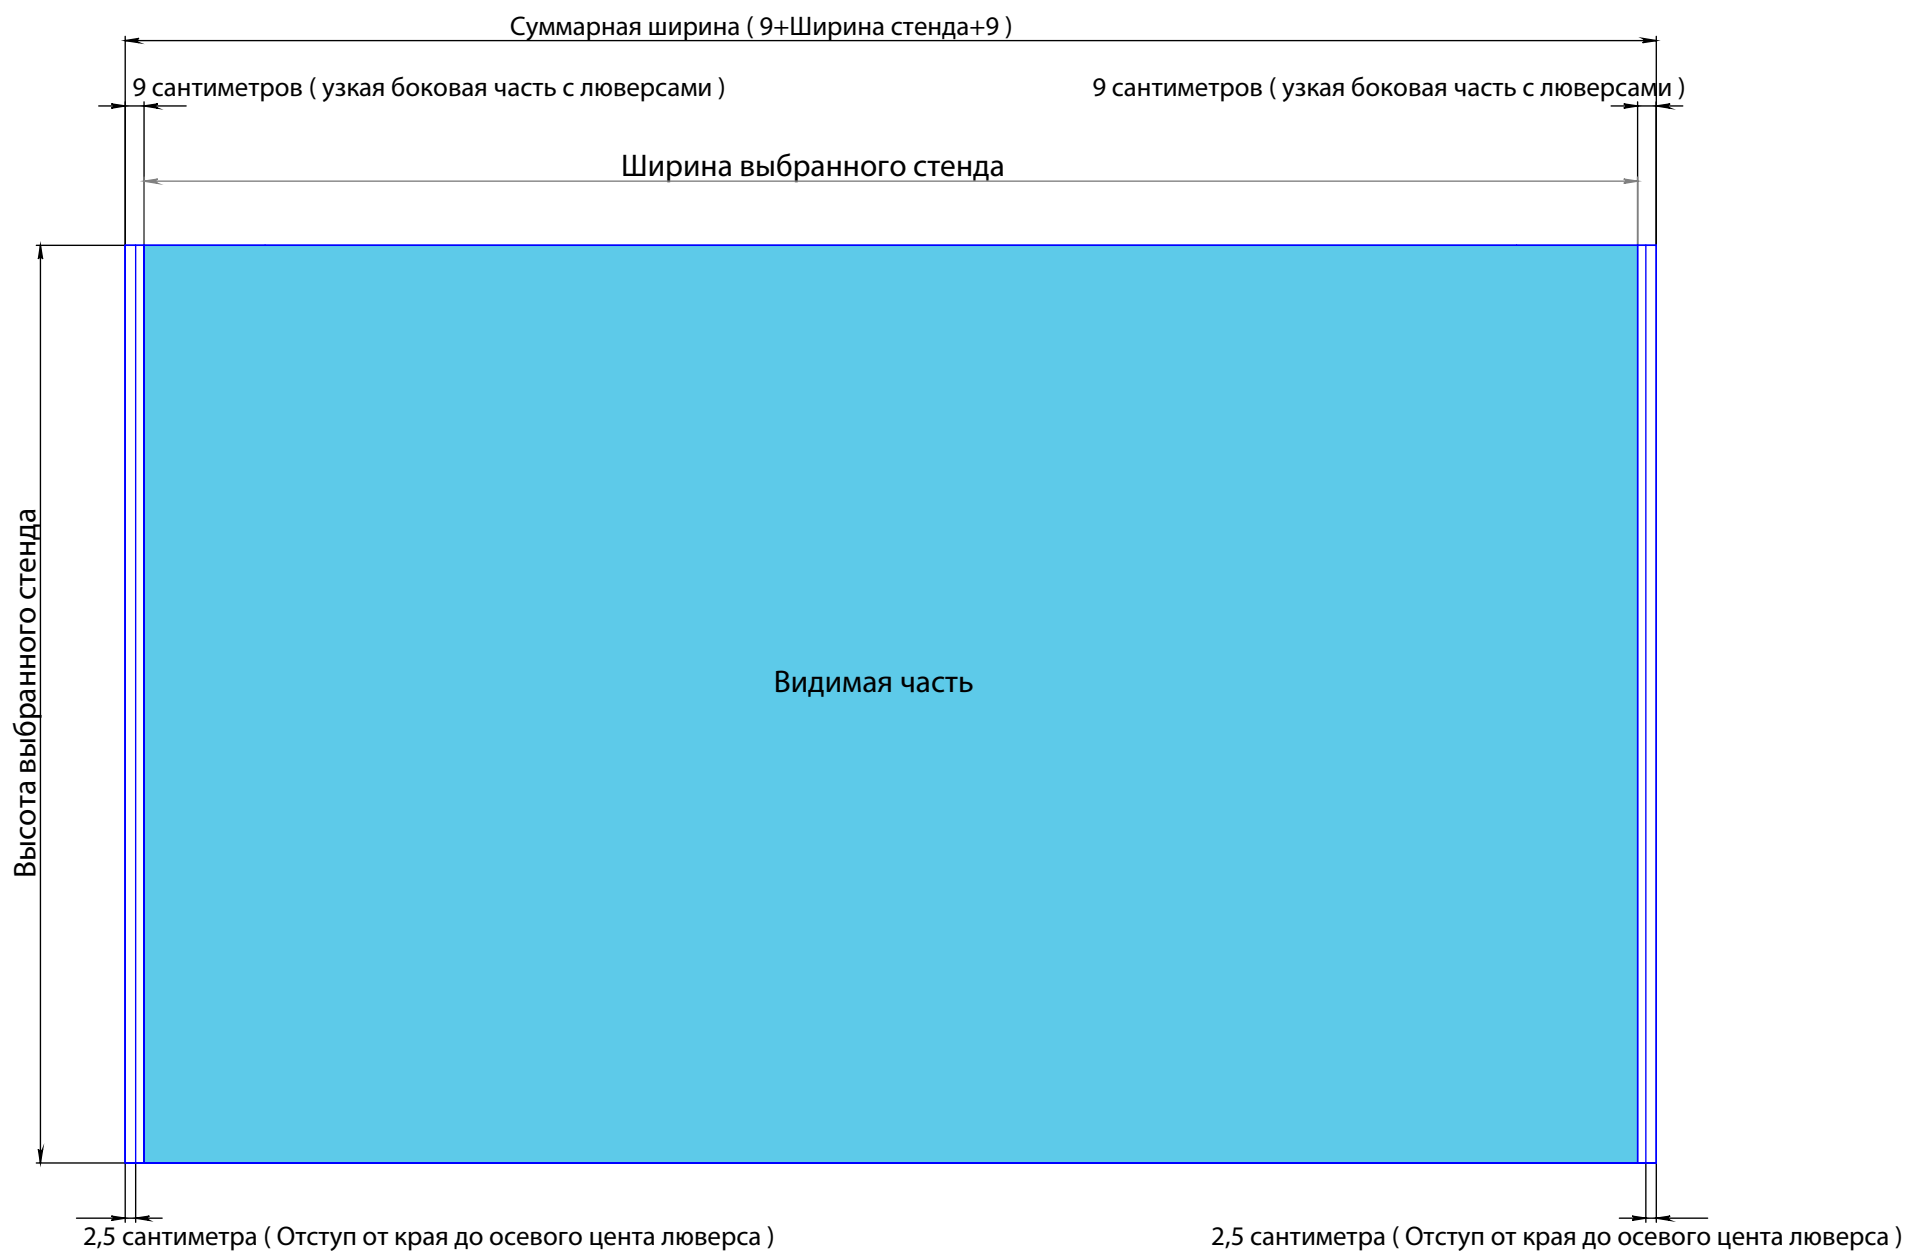 Суммарная ширина ( 9+Ширина стенда+9 )
9 сантиметров ( узкая боковая часть с люверсами )
9 сантиметров ( узкая боковая часть с люверсами )
Ширина выбранного стенда
Высота выбранного стенда
Видимая часть
2,5 сантиметра ( Отступ от края до осевого цента люверса )
2,5 сантиметра ( Отступ от края до осевого цента люверса )